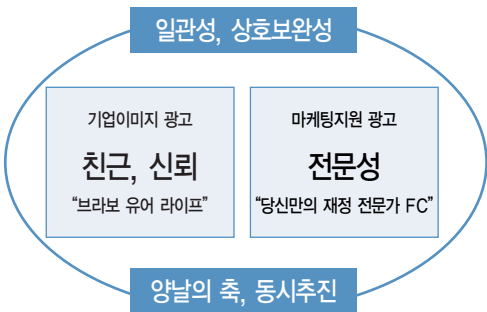 일관성, 상호보완성
기업이미지 광고
친근, 신뢰
“브라보 유어 라이프”
마케팅지원 광고
전문성
“당신만의 재정 전문가 FC”
양날의 축, 동시추진